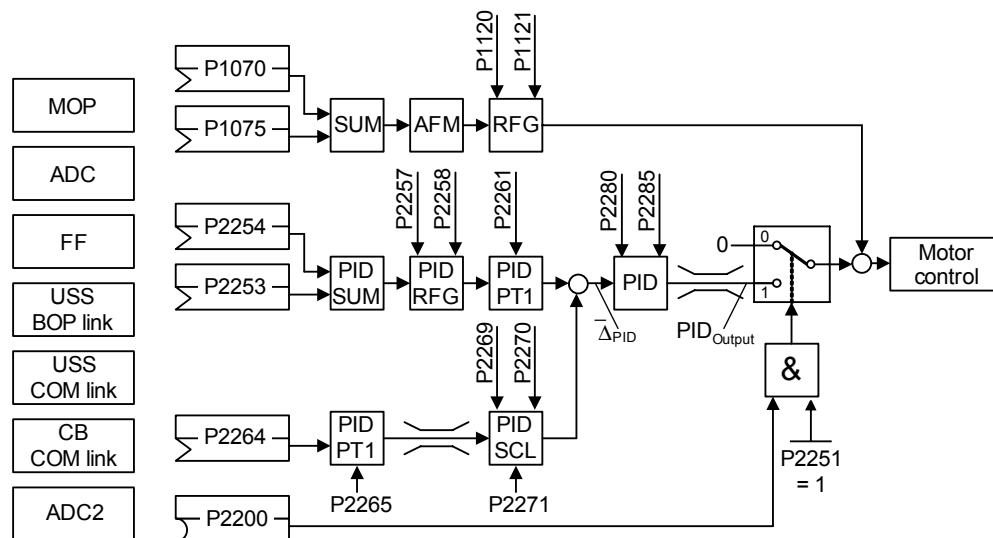 MOP
ADC
FF
USS
BOP link
USS
COM link
CB
COM link
ADC2
P1070
P1075
SUM
AFM
RFG
P1120
P1121
P2254
P2253
PID
SUM
P2257
P2258
PID
RFG
P2261
PID
PT1
Δ̅PID
P2280
P2285
PID
PIDOutput
0
0
1
Motor
control
&
P2251
= 1
P2264
PID
PT1
P2265
P2269
P2270
PID
SCL
P2271
P2200